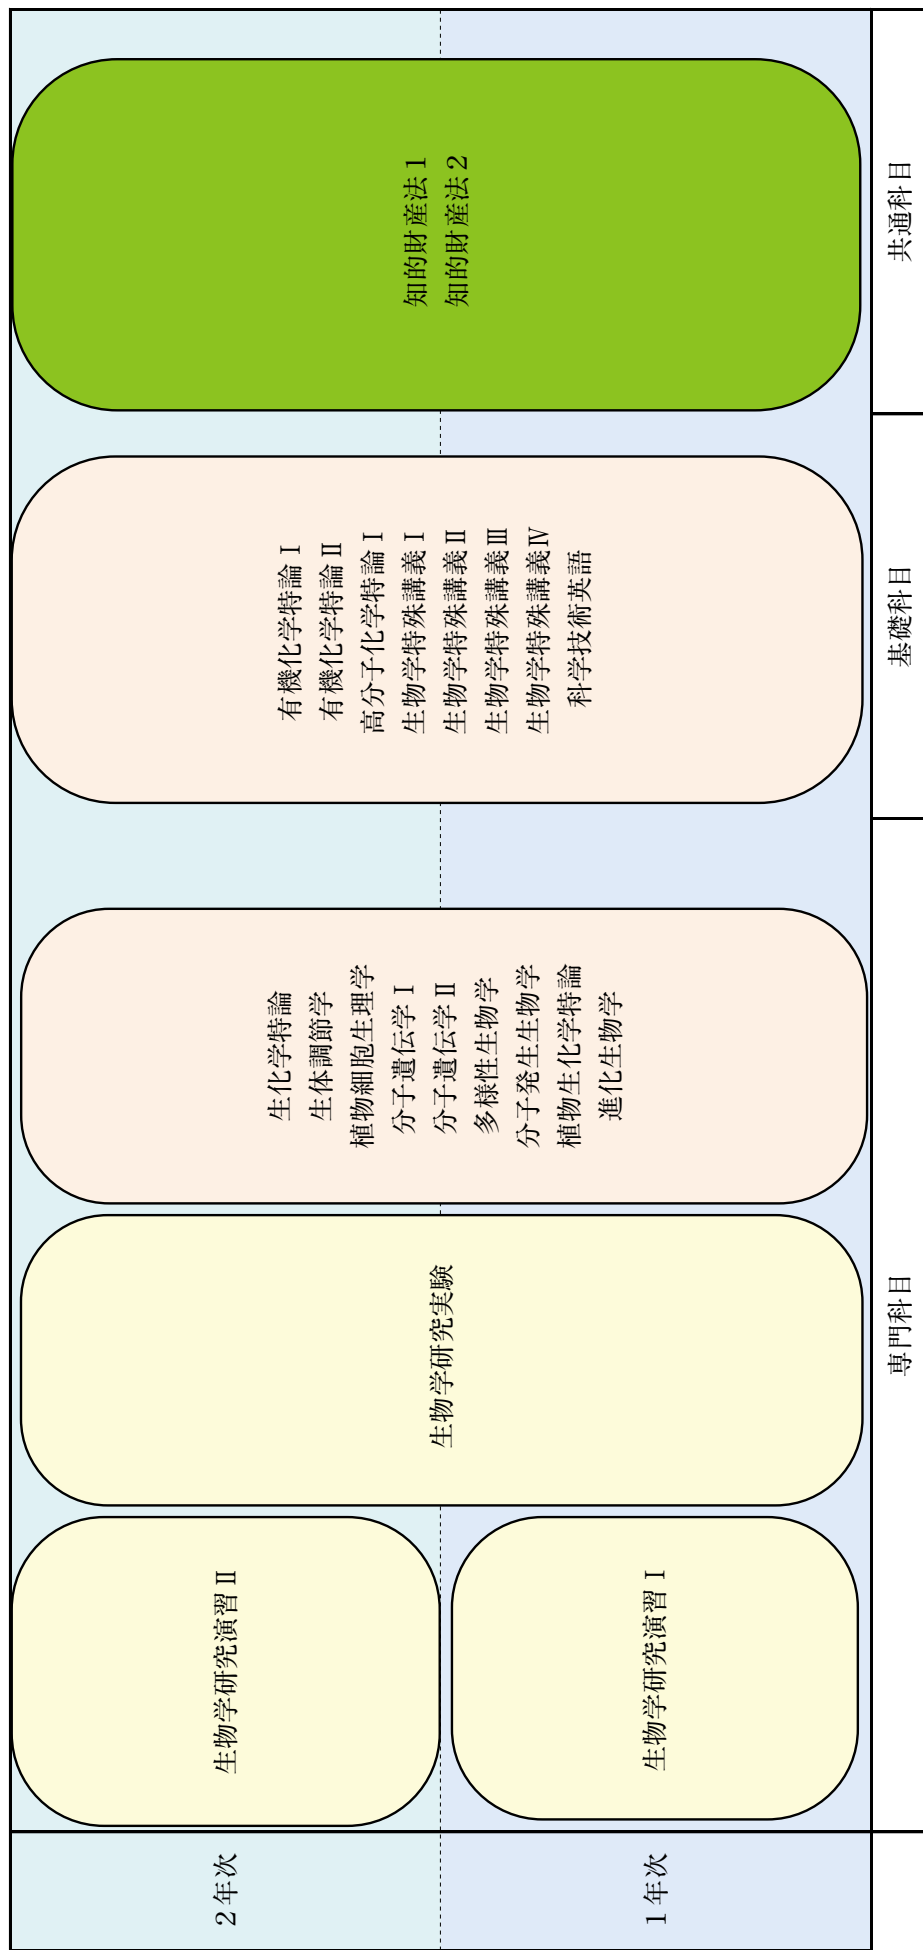 2年次
1年次
生物学研究演習Ⅱ
生物学研究演習Ⅰ
生物学研究実験
生化学特論
生体調節学
植物細胞生理学
分子遺伝学Ⅰ
分子遺伝学Ⅱ
多様性生物学
分子発生生物学
植物生化学特論
進化生物学
専門科目
有機化学特論Ⅰ
有機化学特論Ⅱ
高分子化学特論Ⅰ
生物学特殊講義Ⅰ
生物学特殊講義Ⅱ
生物学特殊講義Ⅲ
生物学特殊講義Ⅳ
科学技術英語
基礎科目
知的財産法1
知的財産法2
共通科目